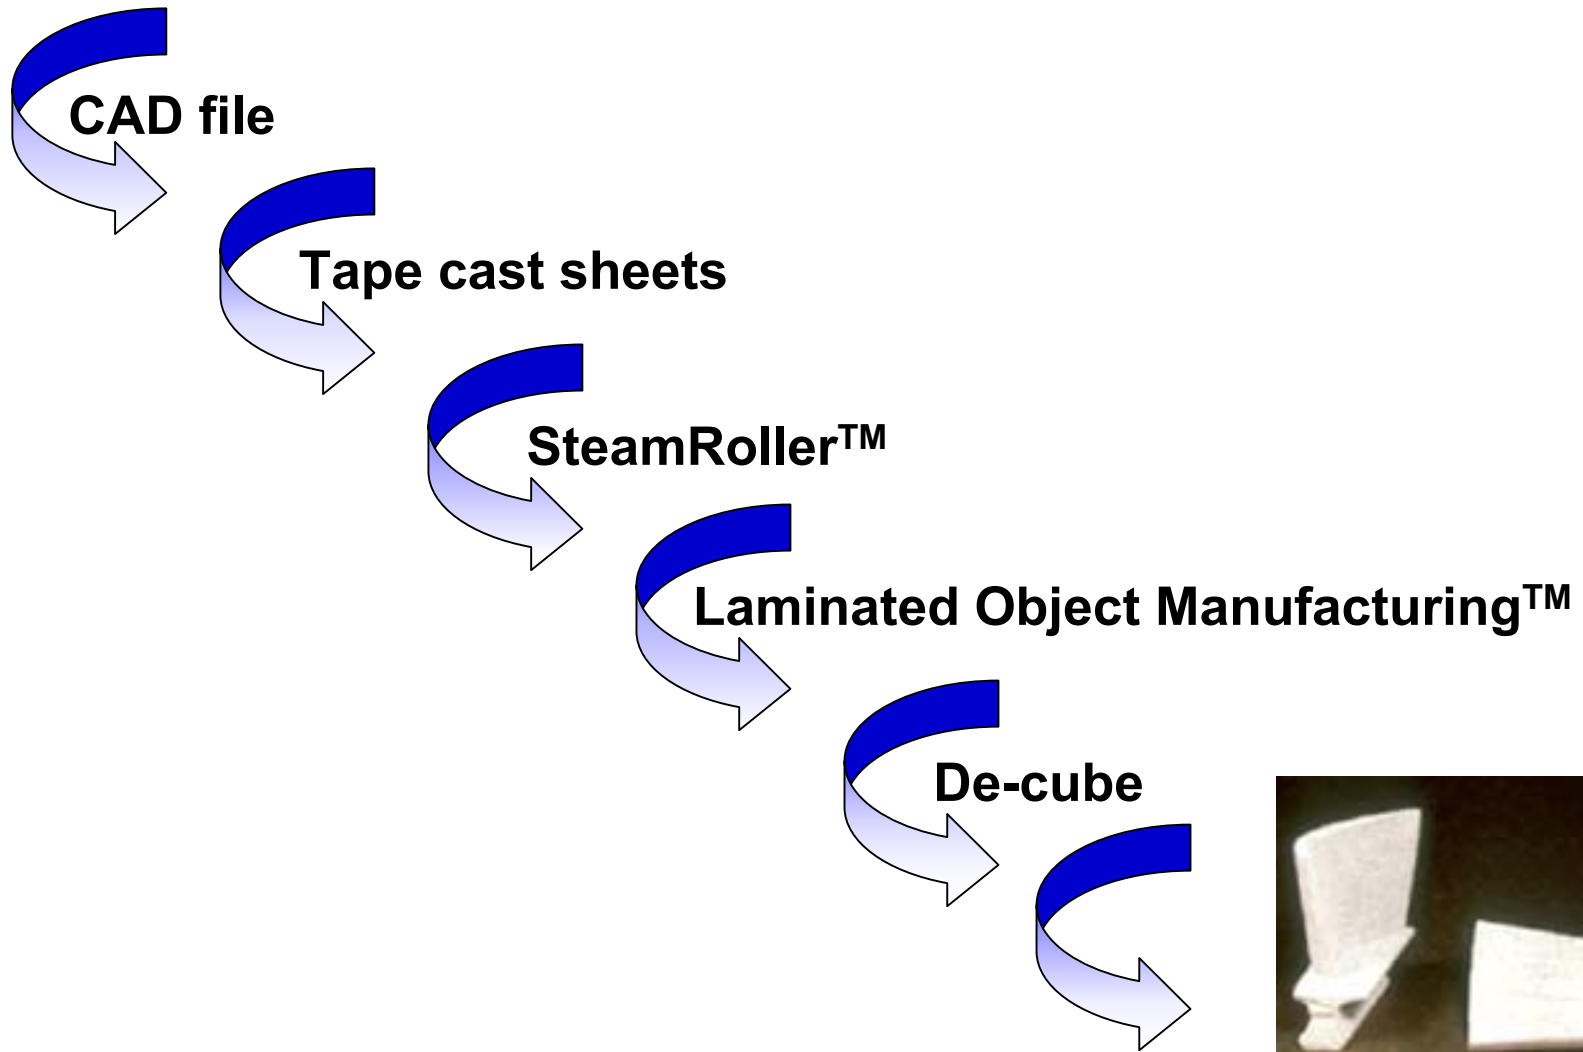 CAD file
Tape cast sheets
SteamRoller™
Laminated Object Manufacturing™
De-cube